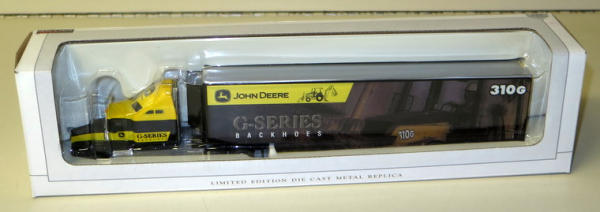 JOHN DEERE
310G
G-SERIES
BACKHOES
310G
G-SERIES
LIMITED EDITION DIE CAST METAL REPLICA